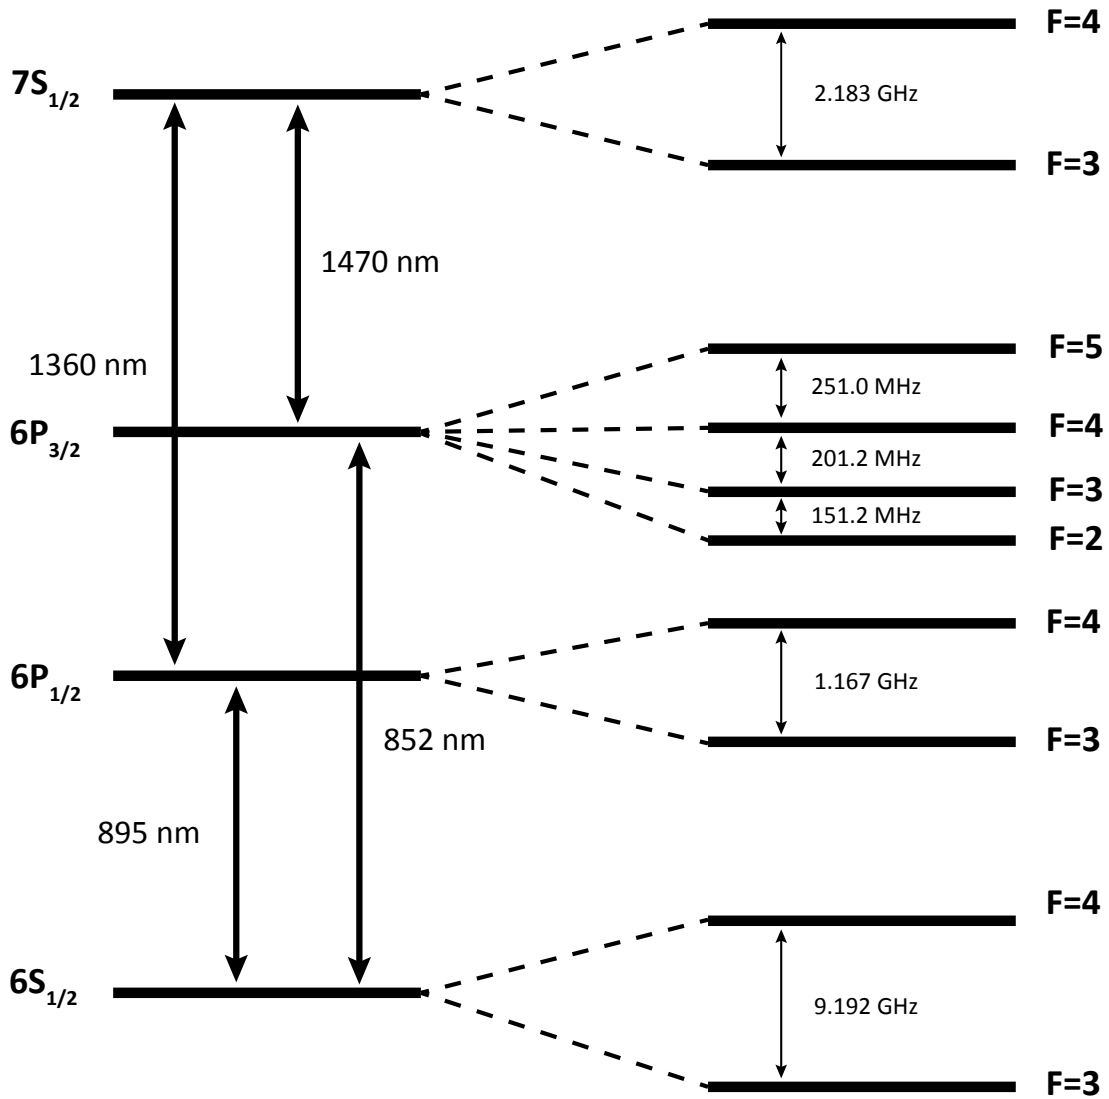 F=4
7S1/2
2.183 GHz
F=3
1470 nm
F=5
1360 nm
251.0 MHz
6P3/2
F=4
201.2 MHz
F=3
151.2 MHz
F=2
F=4
6P1/2
1.167 GHz
852 nm
F=3
895 nm
F=4
6S1/2
9.192 GHz
F=3